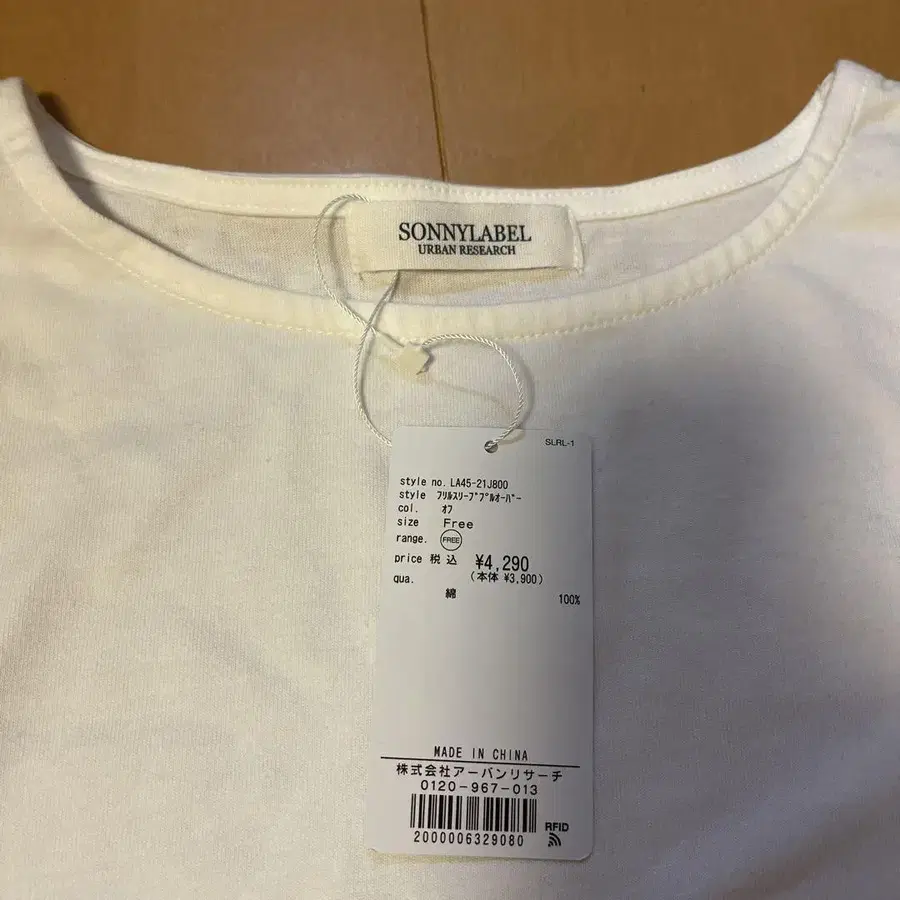 SONNYLABEL
URBAN RESEARCH
SLRL-1
style no. LA45-21J800
style ﾌﾘﾙｽﾘｰﾌﾞﾌﾟﾙｵｰﾊﾞｰ
col. ｵﾌ
size Free
range. FREE
price 税込 ¥4,290
qua. (本体 ¥3,900)
綿 100%
MADE IN CHINA
株式会社アーバンリサーチ
0120-967-013
RFID
2000006329080